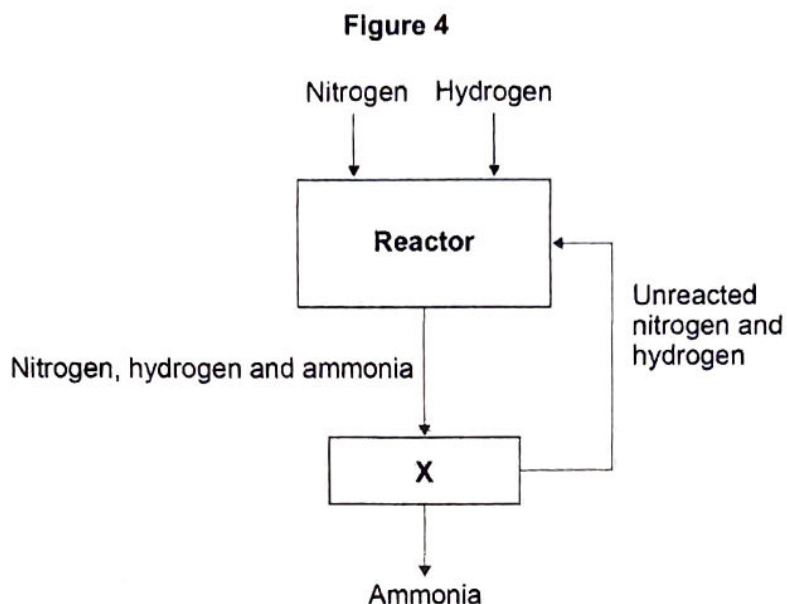 Figure 4
Nitrogen Hydrogen
Reactor
Unreacted
nitrogen and
hydrogen
Nitrogen, hydrogen and ammonia
X
Ammonia